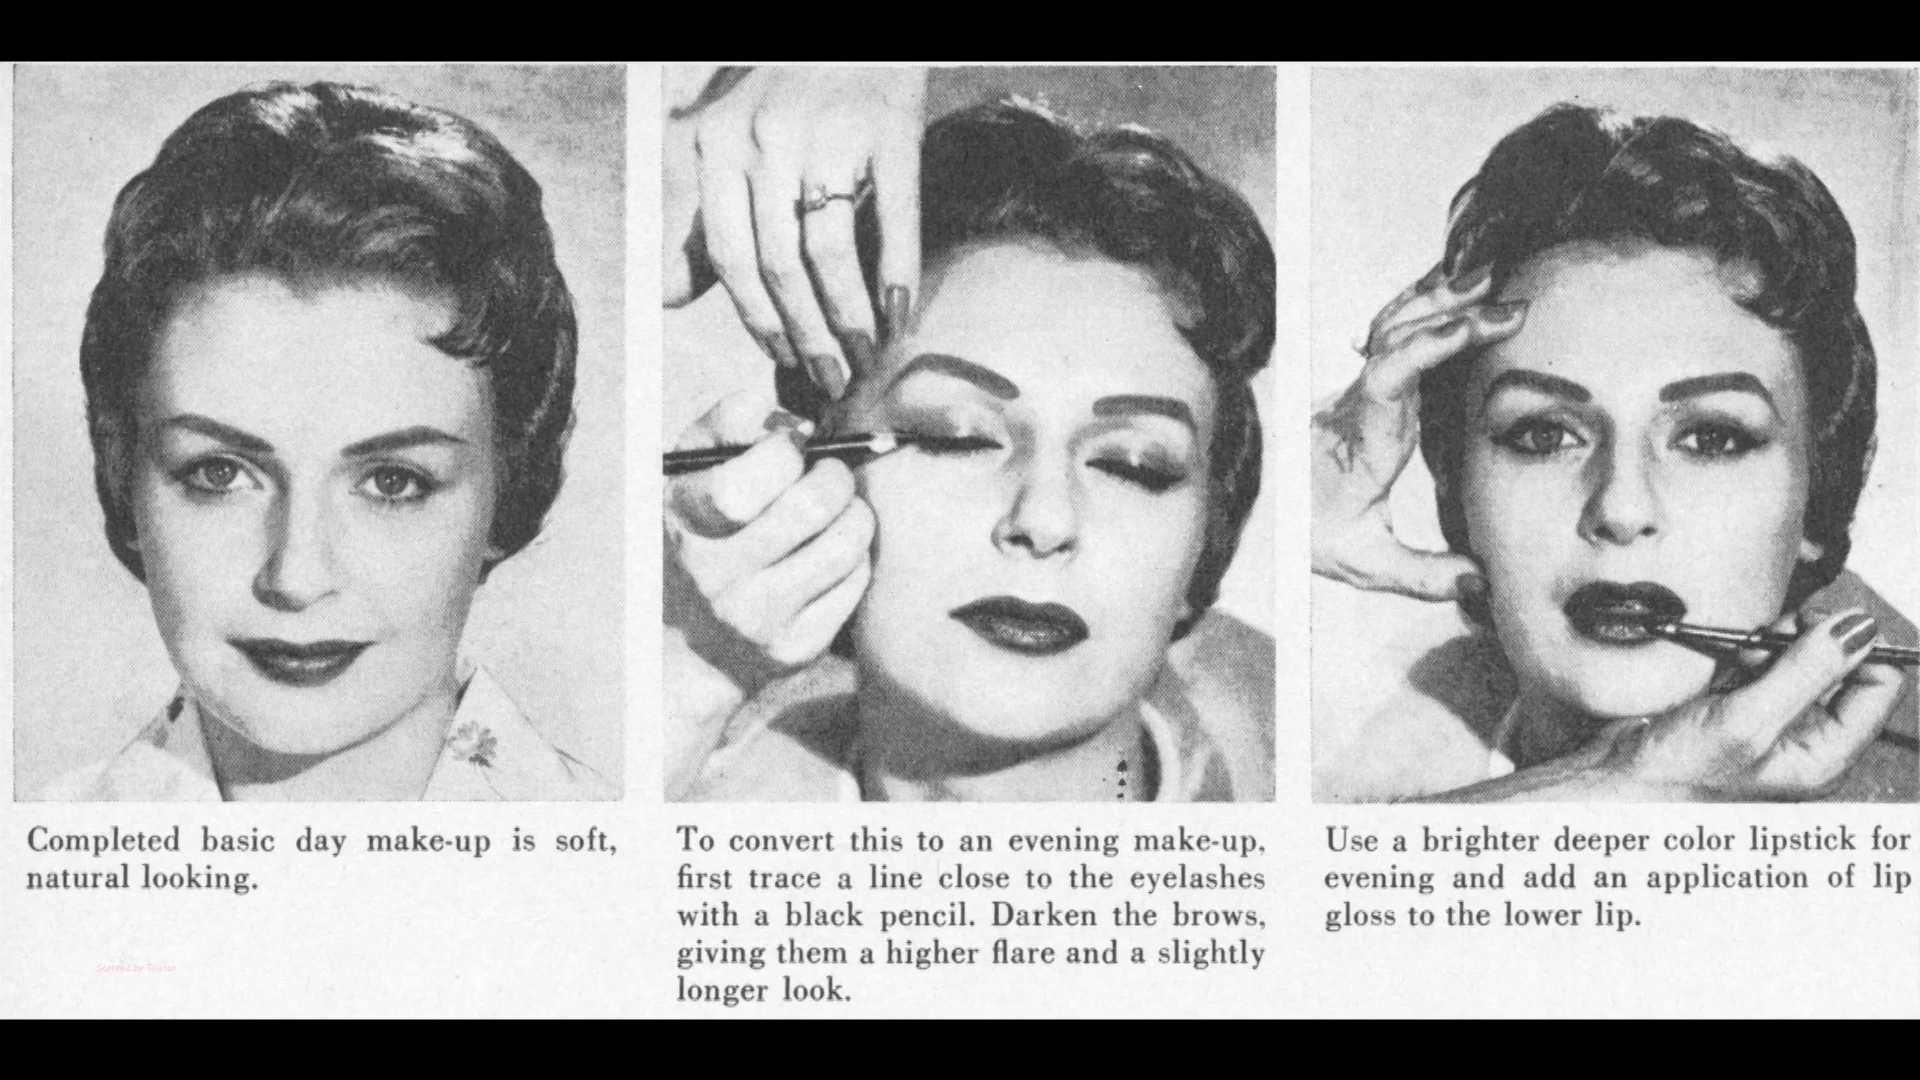 Completed basic day make-up is soft,
natural looking.
To convert this to an evening make-up,
first trace a line close to the eyelashes
with a black pencil. Darken the brows,
giving them a higher flare and a slightly
longer look.
Use a brighter deeper color lipstick for
evening and add an application of lip
gloss to the lower lip.